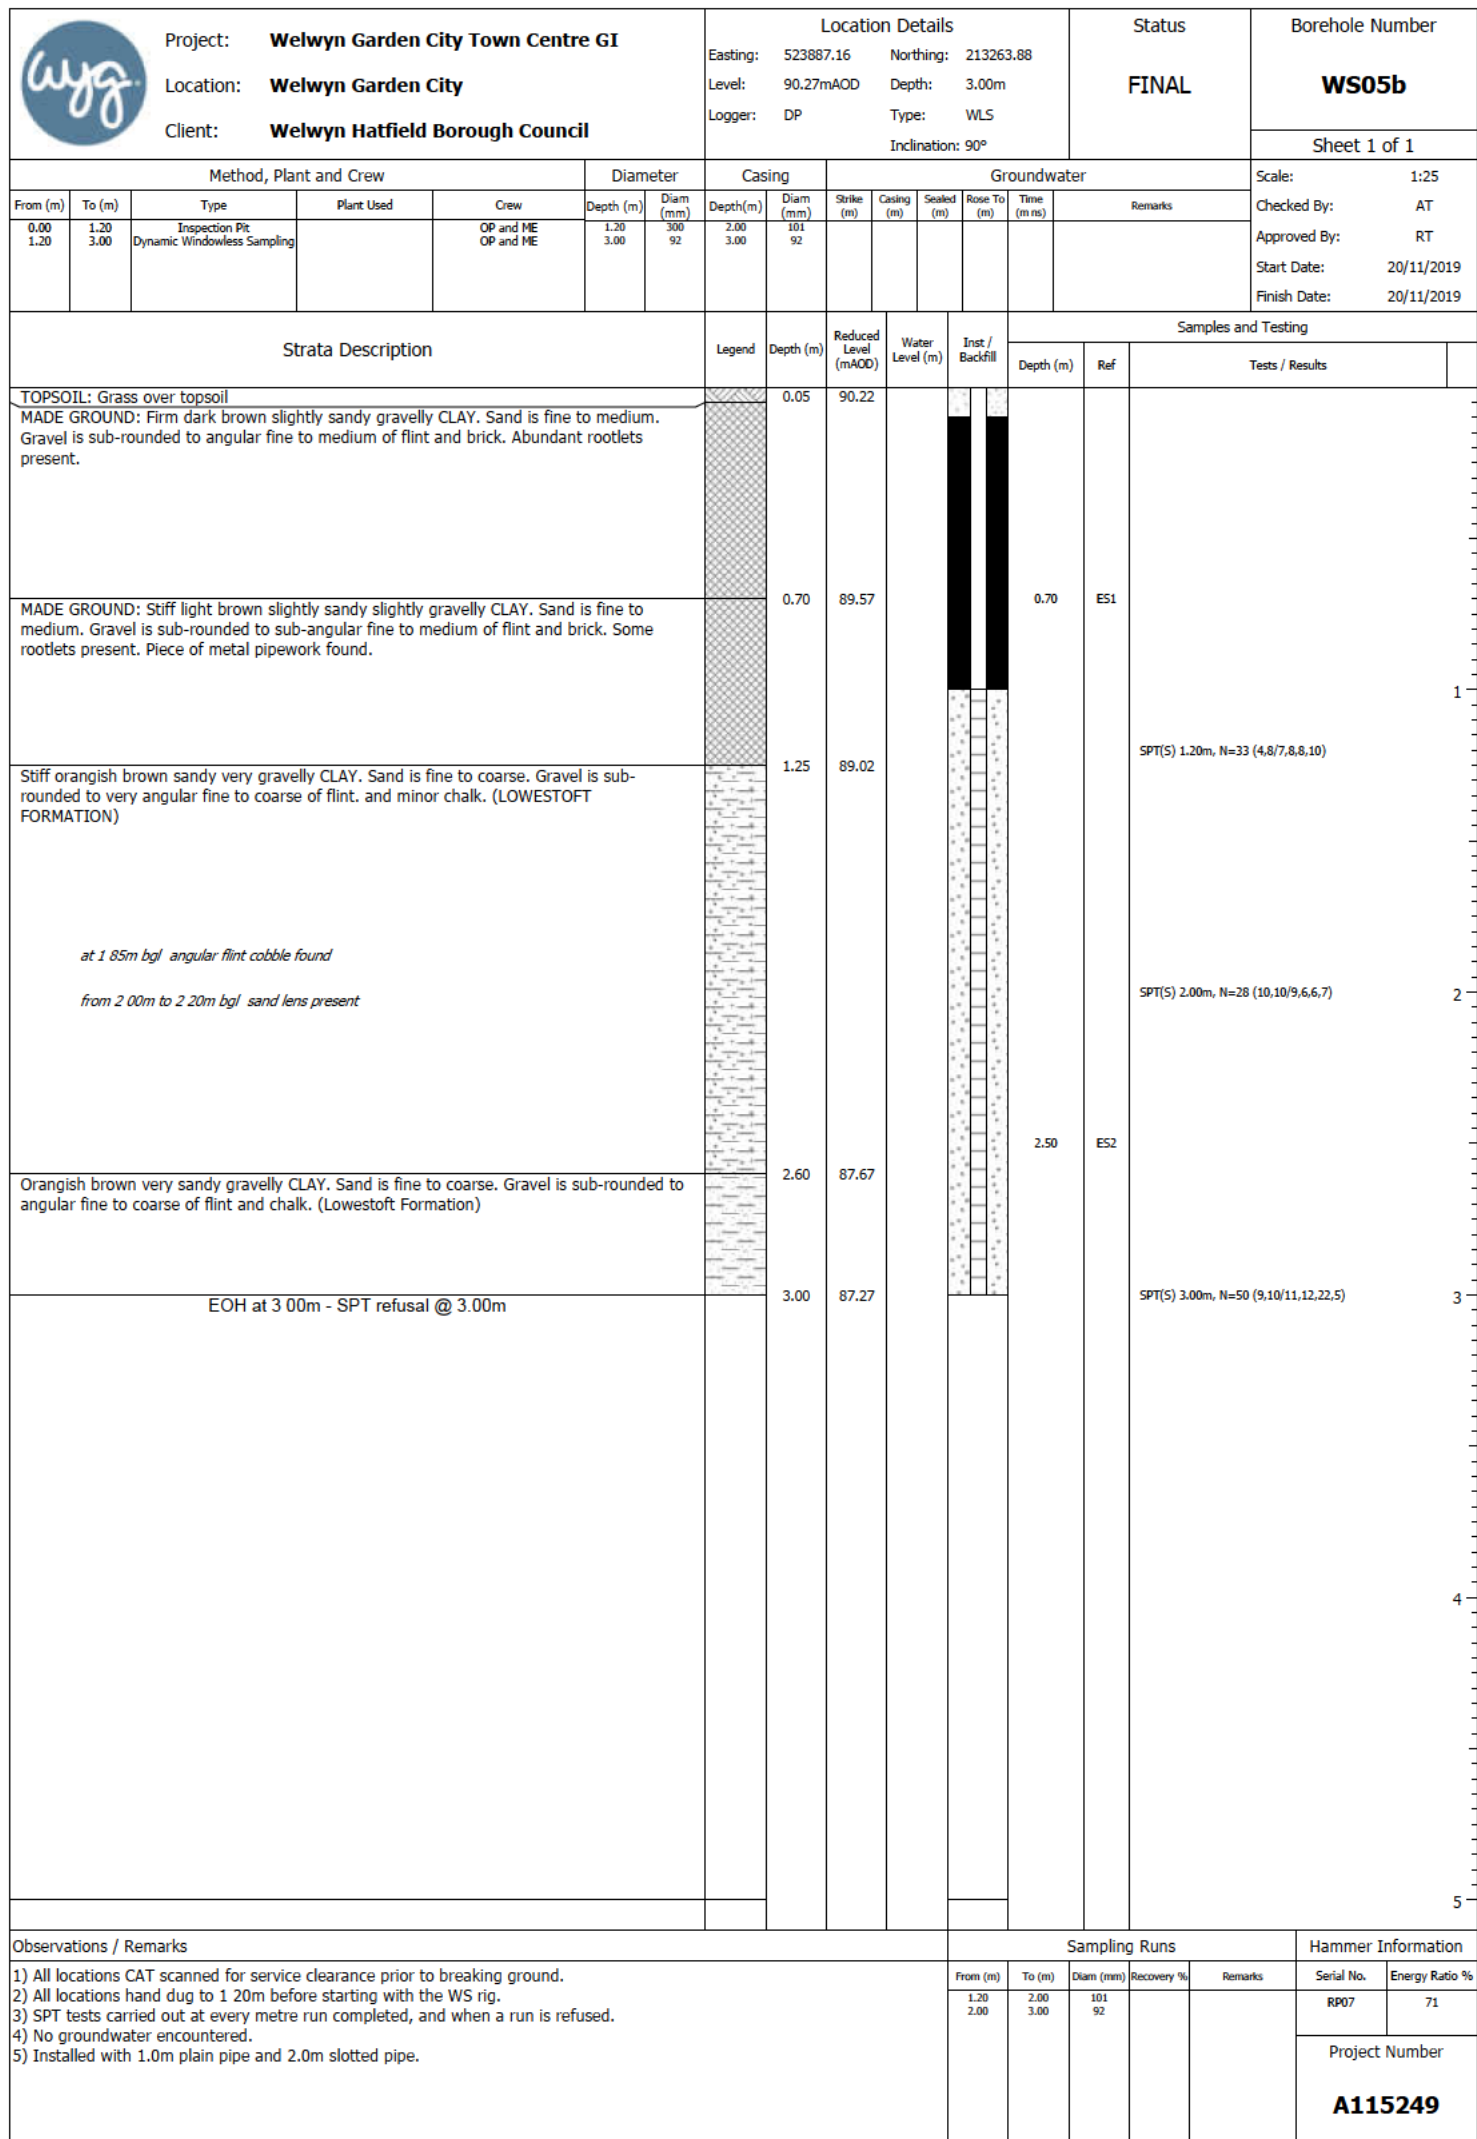 ayg
Project: Welwyn Garden City Town Centre GI
Location: Welwyn Garden City
Client: Welwyn Hatfield Borough Council
Location Details
Easting: 523887.16 Northing: 213263.88
Level: 90.27mAOD Depth: 3.00m
Logger: DP Type: WLS
Inclination: 90°
Status
FINAL
Borehole Number
WS05b
Sheet 1 of 1
Method, Plant and Crew Diameter Casing Groundwater
From (m) To (m) Type Plant Used Crew Depth (m) Diam (mm) Depth(m) Diam (mm) Strike (m) Casing (m) Sealed (m) Rose To (m) Time (m ns) Remarks
0.00 1.20 Inspection Pit OP and ME 1.20 300 2.00 101
1.20 3.00 Dynamic Windowless Sampling OP and ME 3.00 92 3.00 92
Scale: 1:25
Checked By: AT
Approved By: RT
Start Date: 20/11/2019
Finish Date: 20/11/2019
Strata Description Legend Depth (m) Reduced Level (mAOD) Water Level (m) Inst / Backfill
Samples and Testing
Depth (m) Ref Tests / Results
TOPSOIL: Grass over topsoil 0.05 90.22
MADE GROUND: Firm dark brown slightly sandy gravelly CLAY. Sand is fine to medium.
Gravel is sub-rounded to angular fine to medium of flint and brick. Abundant rootlets
present.
0.70 89.57 0.70 ES1
MADE GROUND: Stiff light brown slightly sandy slightly gravelly CLAY. Sand is fine to
medium. Gravel is sub-rounded to sub-angular fine to medium of flint and brick. Some
rootlets present. Piece of metal pipework found.
1
SPT(S) 1.20m, N=33 (4,8/7,8,8,10)
1.25 89.02
Stiff orangish brown sandy very gravelly CLAY. Sand is fine to coarse. Gravel is sub-
rounded to very angular fine to coarse of flint. and minor chalk. (LOWESTOFT
FORMATION)
at 1 85m bgl angular flint cobble found
from 2 00m to 2 20m bgl sand lens present
SPT(S) 2.00m, N=28 (10,10/9,6,6,7)
2
2.50 ES2
2.60 87.67
Orangish brown very sandy gravelly CLAY. Sand is fine to coarse. Gravel is sub-rounded to
angular fine to coarse of flint and chalk. (Lowestoft Formation)
EOH at 3 00m - SPT refusal @ 3.00m
3.00 87.27
SPT(S) 3.00m, N=50 (9,10/11,12,22,5)
3
4
5
Observations / Remarks
1) All locations CAT scanned for service clearance prior to breaking ground.
2) All locations hand dug to 1 20m before starting with the WS rig.
3) SPT tests carried out at every metre run completed, and when a run is refused.
4) No groundwater encountered.
5) Installed with 1.0m plain pipe and 2.0m slotted pipe.
Sampling Runs
From (m) To (m) Diam (mm) Recovery % Remarks
1.20 2.00 101
2.00 3.00 92
Hammer Information
Serial No. Energy Ratio %
RP07 71
Project Number
A115249